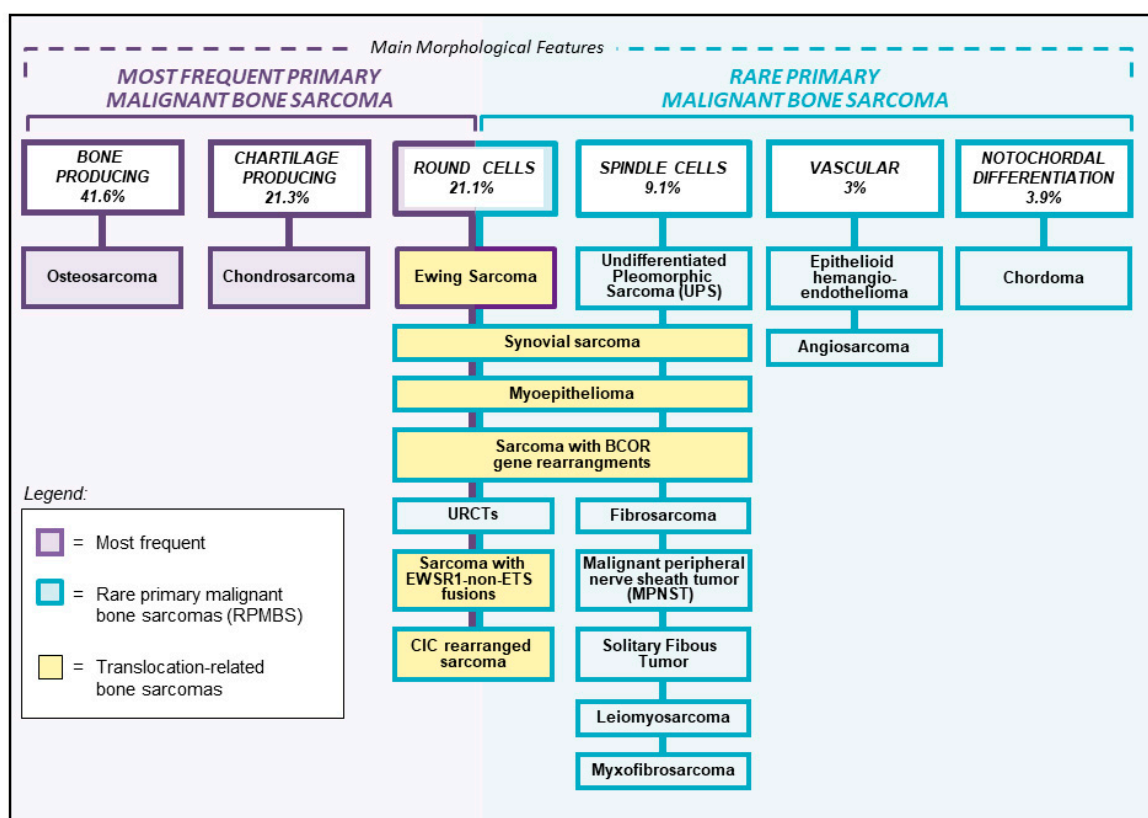 Main Morphological Features
MOST FREQUENT PRIMARY
MALIGNANT BONE SARCOMA
RARE PRIMARY
MALIGNANT BONE SARCOMA
BONE
PRODUCING
41.6%
CHARTILAGE
PRODUCING
21.3%
ROUND CELLS
21.1%
SPINDLE CELLS
9.1%
VASCULAR
3%
NOTOCHORDAL
DIFFERENTIATION
3.9%
Osteosarcoma
Chondrosarcoma
Ewing Sarcoma
Undifferentiated
Pleomorphic
Sarcoma (UPS)
Epithelioid
hemangio-
endothelioma
Chordoma
Synovial sarcoma
Angiosarcoma
Myoepithelioma
Sarcoma with BCOR
gene rearrangments
URCTs
Fibrosarcoma
Sarcoma with
EWSR1-non-ETS
fusions
Malignant peripheral
nerve sheath tumor
(MPNST)
CIC rearranged
sarcoma
Solitary Fibous
Tumor
Leiomyosarcoma
Myxofibrosarcoma
Legend:
= Most frequent
= Rare primary malignant
bone sarcomas (RPMBS)
= Translocation-related
bone sarcomas